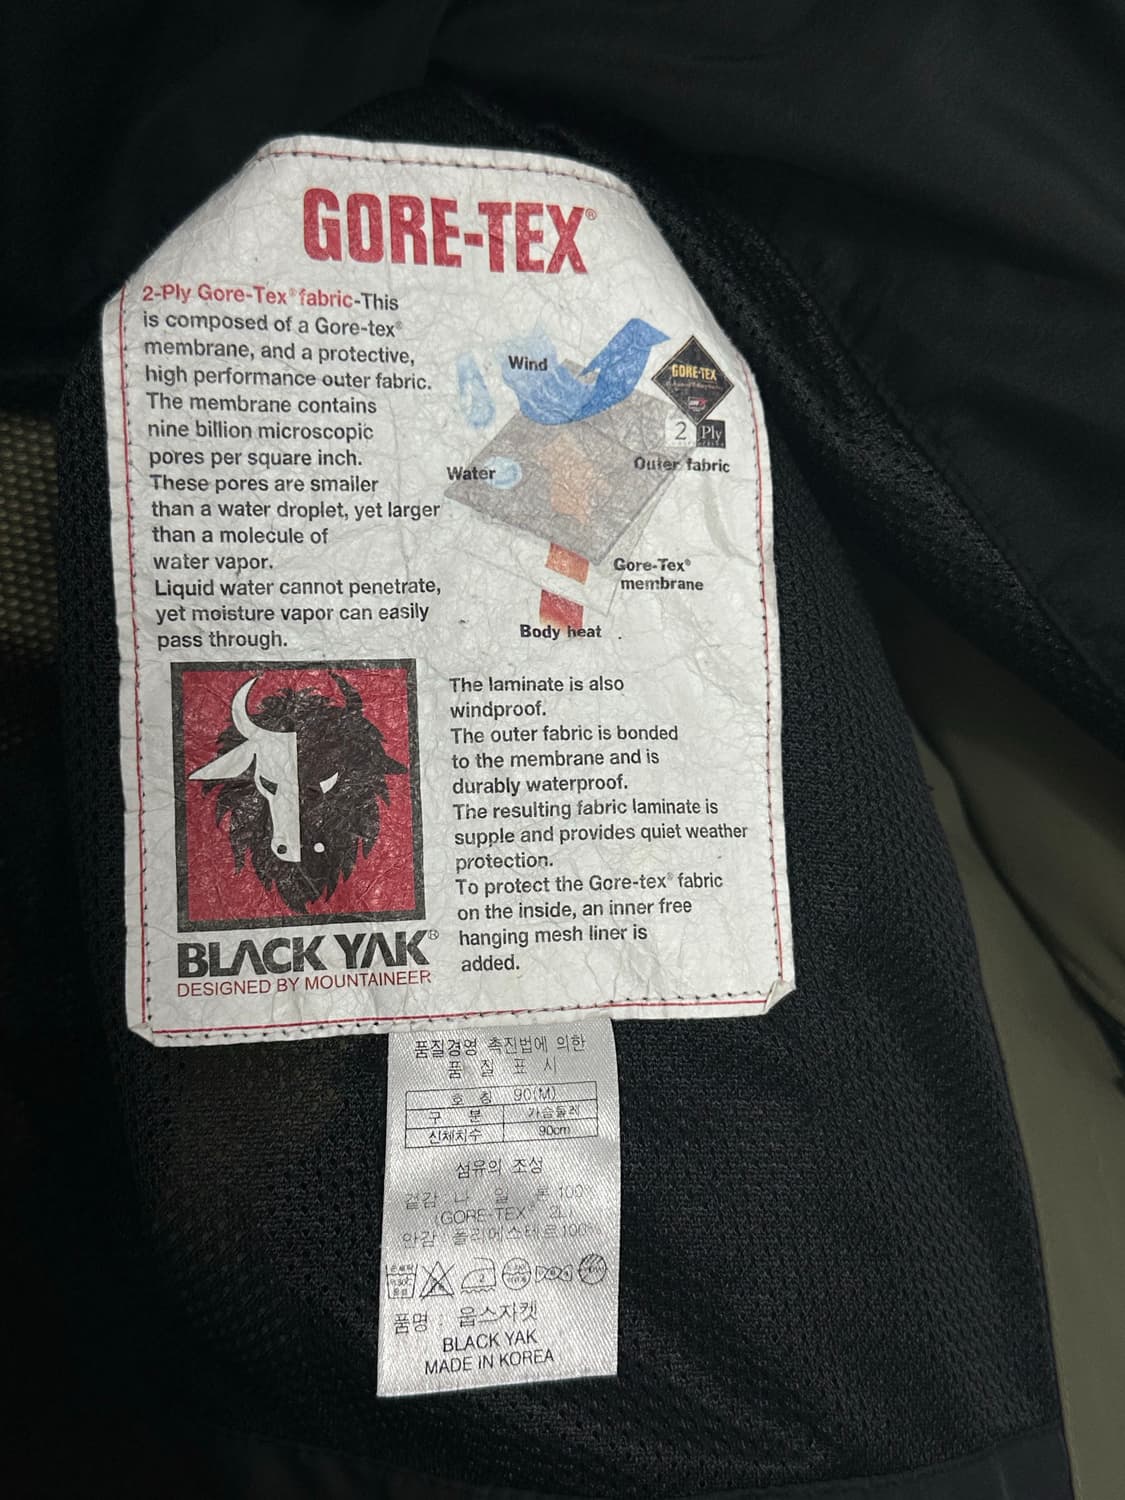 GORE-TEX®
2-Ply Gore-Tex® fabric-This
is composed of a Gore-tex®
membrane, and a protective,
high performance outer fabric.
The membrane contains
nine billion microscopic
pores per square inch.
These pores are smaller
than a water droplet, yet larger
than a molecule of
water vapor.
Liquid water cannot penetrate,
yet moisture vapor can easily
pass through.
Wind
Water
GORE-TEX
2 Ply
Outer fabric
Gore-Tex®
membrane
Body heat
The laminate is also
windproof.
The outer fabric is bonded
to the membrane and is
durably waterproof.
The resulting fabric laminate is
supple and provides quiet weather
protection.
To protect the Gore-tex® fabric
on the inside, an inner free
hanging mesh liner is
added.
BLACK YAK®
DESIGNED BY MOUNTAINEER
품질경영 촉진법에 의한
품 질 표 시
호 칭 90(M)
구 분 가슴둘레
신체치수 90cm
섬유의 조성
겉감 나 일 론 100%
(GORE-TEX® 2L)
안감 폴리에스테르 100%
품명 : 옵스자켓
BLACK YAK
MADE IN KOREA